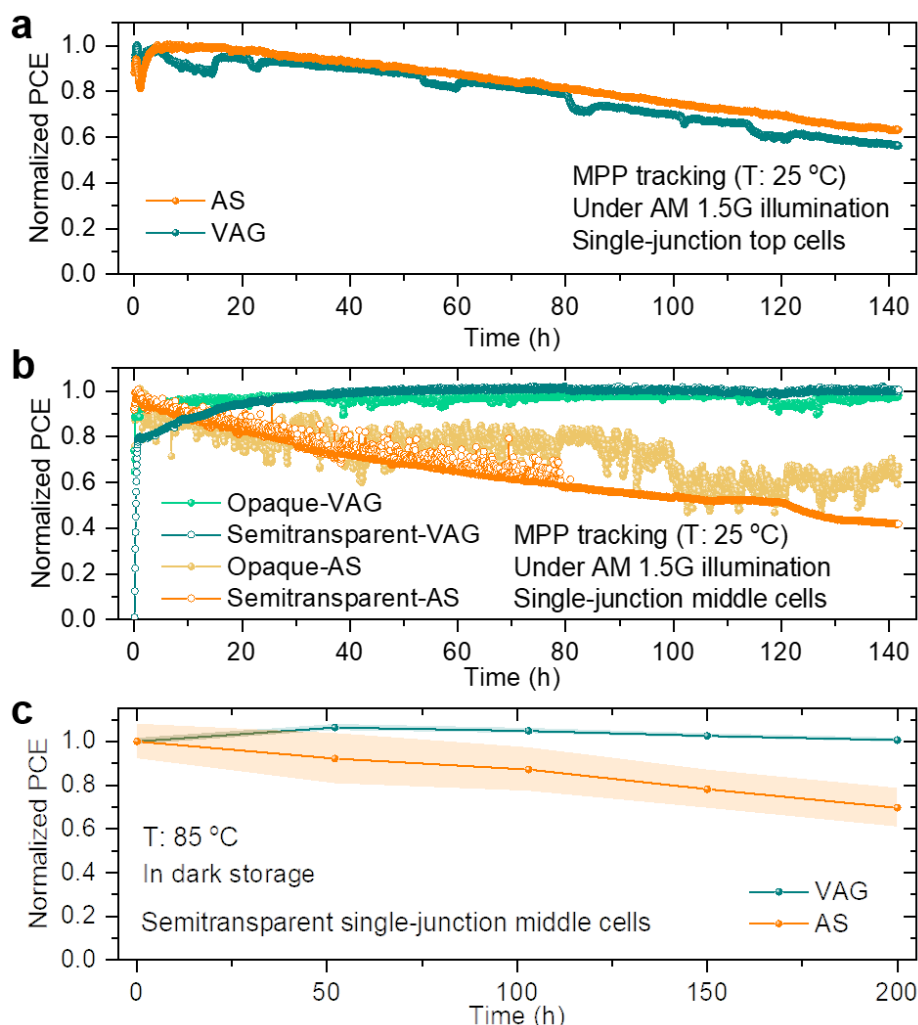 a
Normalized PCE
1.0
0.8
0.6
0.4
0.2
0.0
AS
VAG
MPP tracking (T: 25 ºC)
Under AM 1.5G illumination
Single-junction top cells
0 20 40 60 80 100 120 140
Time (h)
b
Normalized PCE
1.0
0.8
0.6
0.4
0.2
0.0
Opaque-VAG
Semitransparent-VAG
Opaque-AS
Semitransparent-AS
MPP tracking (T: 25 ºC)
Under AM 1.5G illumination
Single-junction middle cells
0 20 40 60 80 100 120 140
Time (h)
c
Normalized PCE
1.0
0.8
0.6
0.4
0.2
0.0
T: 85 ºC
In dark storage
Semitransparent single-junction middle cells
VAG
AS
0 50 100 150 200
Time (h)